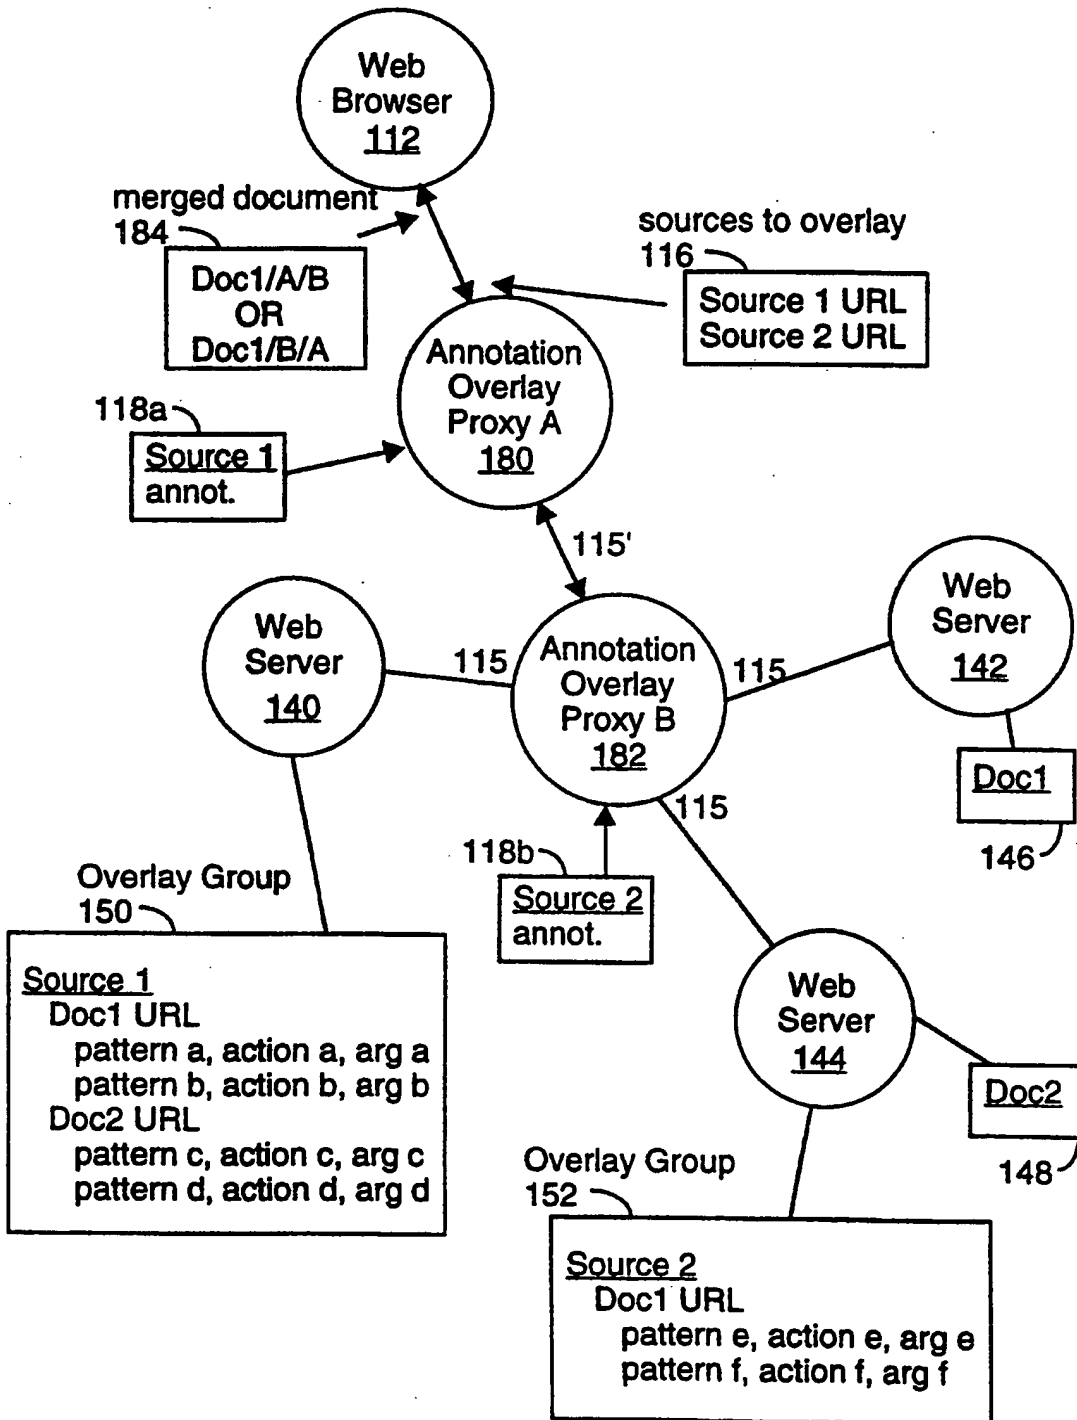 Web
Browser
112
merged document
184
Doc1/A/B
OR
Doc1/B/A
sources to overlay
116
Source 1 URL
Source 2 URL
Annotation
Overlay
Proxy A
180
118a
Source 1
annot.
115'
Web
Server
140
115
Annotation
Overlay
Proxy B
182
115
Web
Server
142
Doc1
146
115
118b
Source 2
annot.
Overlay Group
150
Source 1
Doc1 URL
pattern a, action a, arg a
pattern b, action b, arg b
Doc2 URL
pattern c, action c, arg c
pattern d, action d, arg d
Web
Server
144
Doc2
148
Overlay Group
152
Source 2
Doc1 URL
pattern e, action e, arg e
pattern f, action f, arg f